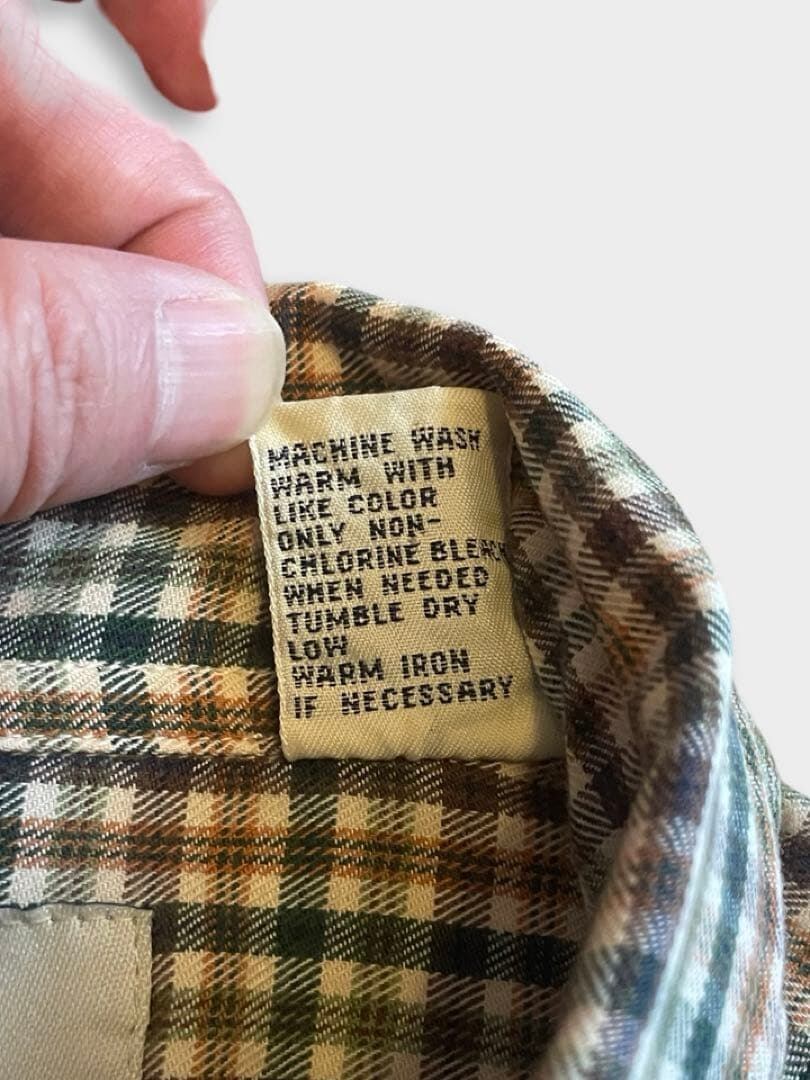 MACHINE WASH
WARM WITH
LIKE COLOR
ONLY NON-
CHLORINE BLEACH
WHEN NEEDED
TUMBLE DRY
LOW
WARM IRON
IF NECESSARY